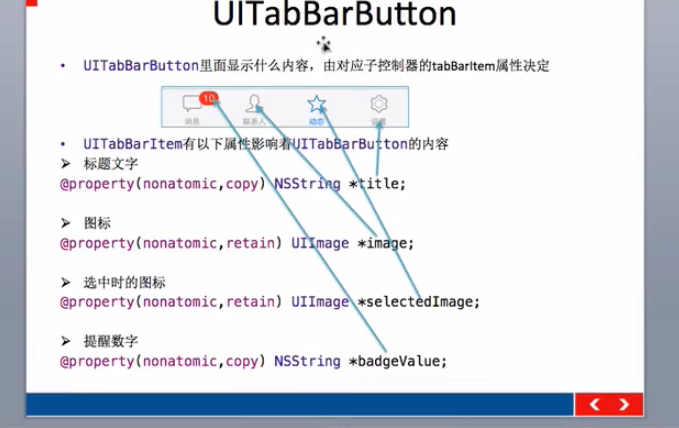 UITabBarButton
• UITabBarButton里面显示什么内容，由对应子控制器的tabBarItem属性决定
10
消息 联系人 动态 设置
• UITabBarItem有以下属性影响着UITabBarButton的内容
➢ 标题文字
@property(nonatomic,copy) NSString *title;
➢ 图标
@property(nonatomic,retain) UIImage *image;
➢ 选中时的图标
@property(nonatomic,retain) UIImage *selectedImage;
➢ 提醒数字
@property(nonatomic,copy) NSString *badgeValue;